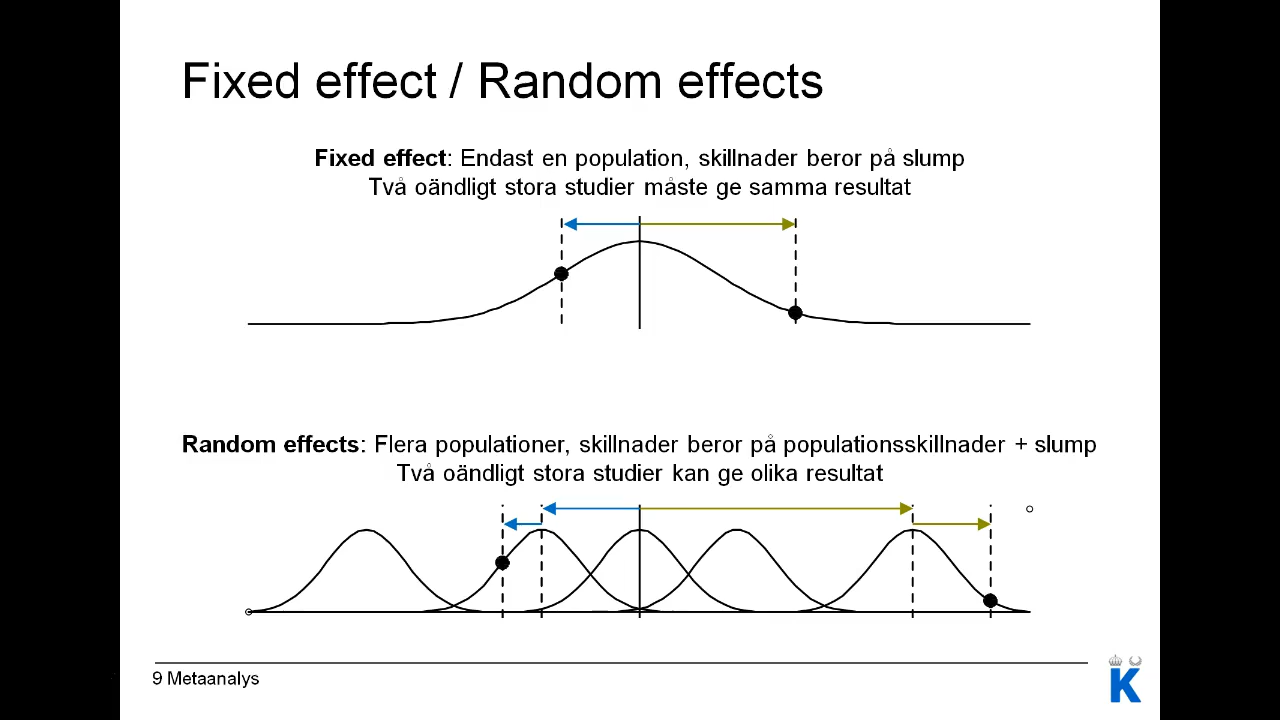 Fixed effect / Random effects
Fixed effect: Endast en population, skillnader beror på slump
Två oändligt stora studier måste ge samma resultat
Random effects: Flera populationer, skillnader beror på populationsskillnader + slump
Två oändligt stora studier kan ge olika resultat
9 Metaanalys
K